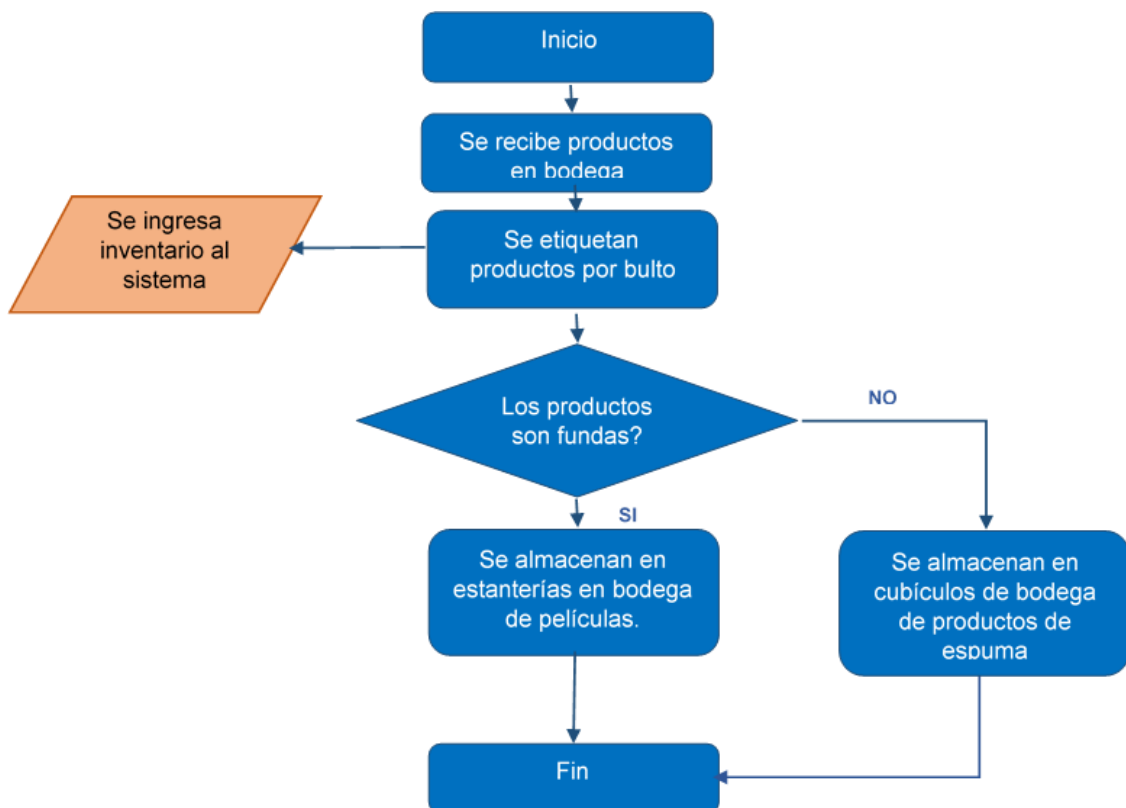 Inicio
Se recibe productos
en bodega
Se ingresa
inventario al
sistema
Se etiquetan
productos por bulto
Los productos
son fundas?
NO
SI
Se almacenan en
estanterías en bodega
de películas.
Se almacenan en
cubículos de bodega
de productos de
espuma
Fin